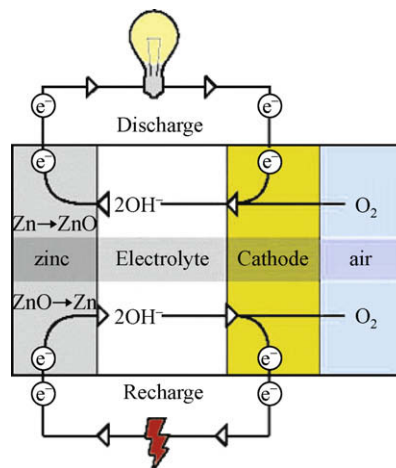 e⁻ e⁻
Discharge
e⁻ e⁻
2OH⁻ O₂
Zn→ZnO
zinc Electrolyte Cathode air
ZnO→Zn
2OH⁻ O₂
e⁻ e⁻
Recharge
e⁻ e⁻